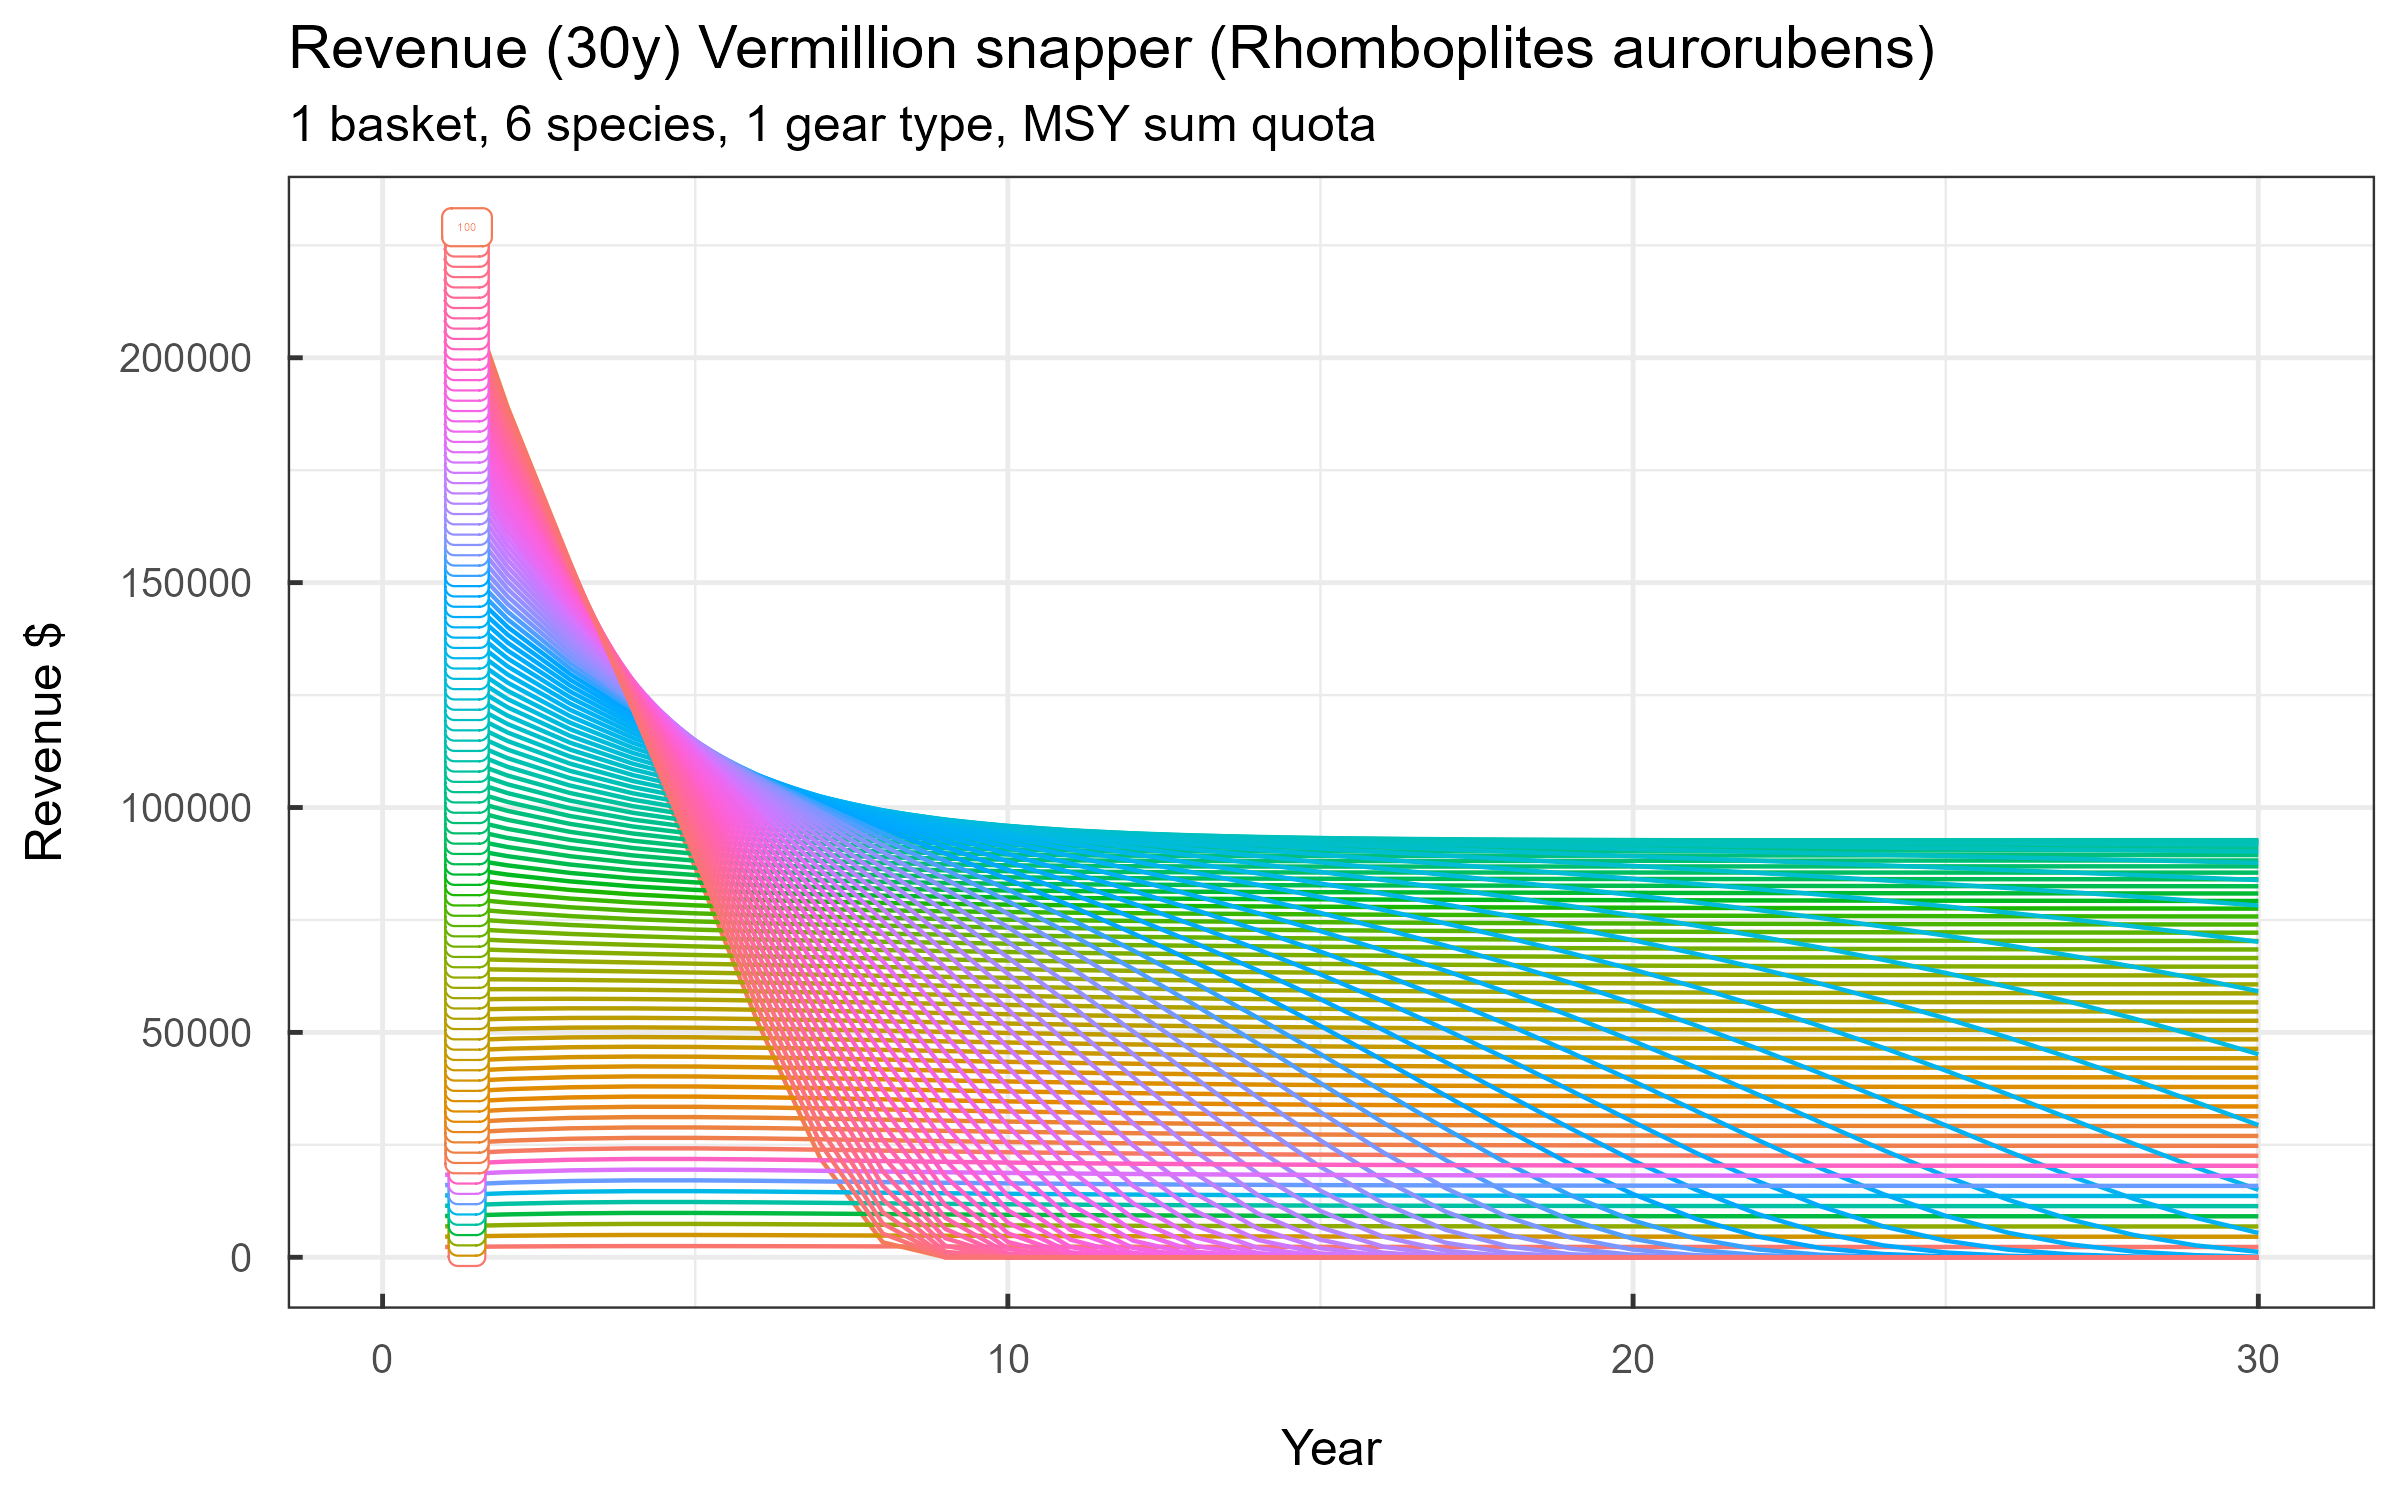 Revenue (30y) Vermillion snapper (Rhomboplites aurorubens)
1 basket, 6 species, 1 gear type, MSY sum quota
100
200000
150000
100000
50000
0
Revenue $
0 10 20 30
Year